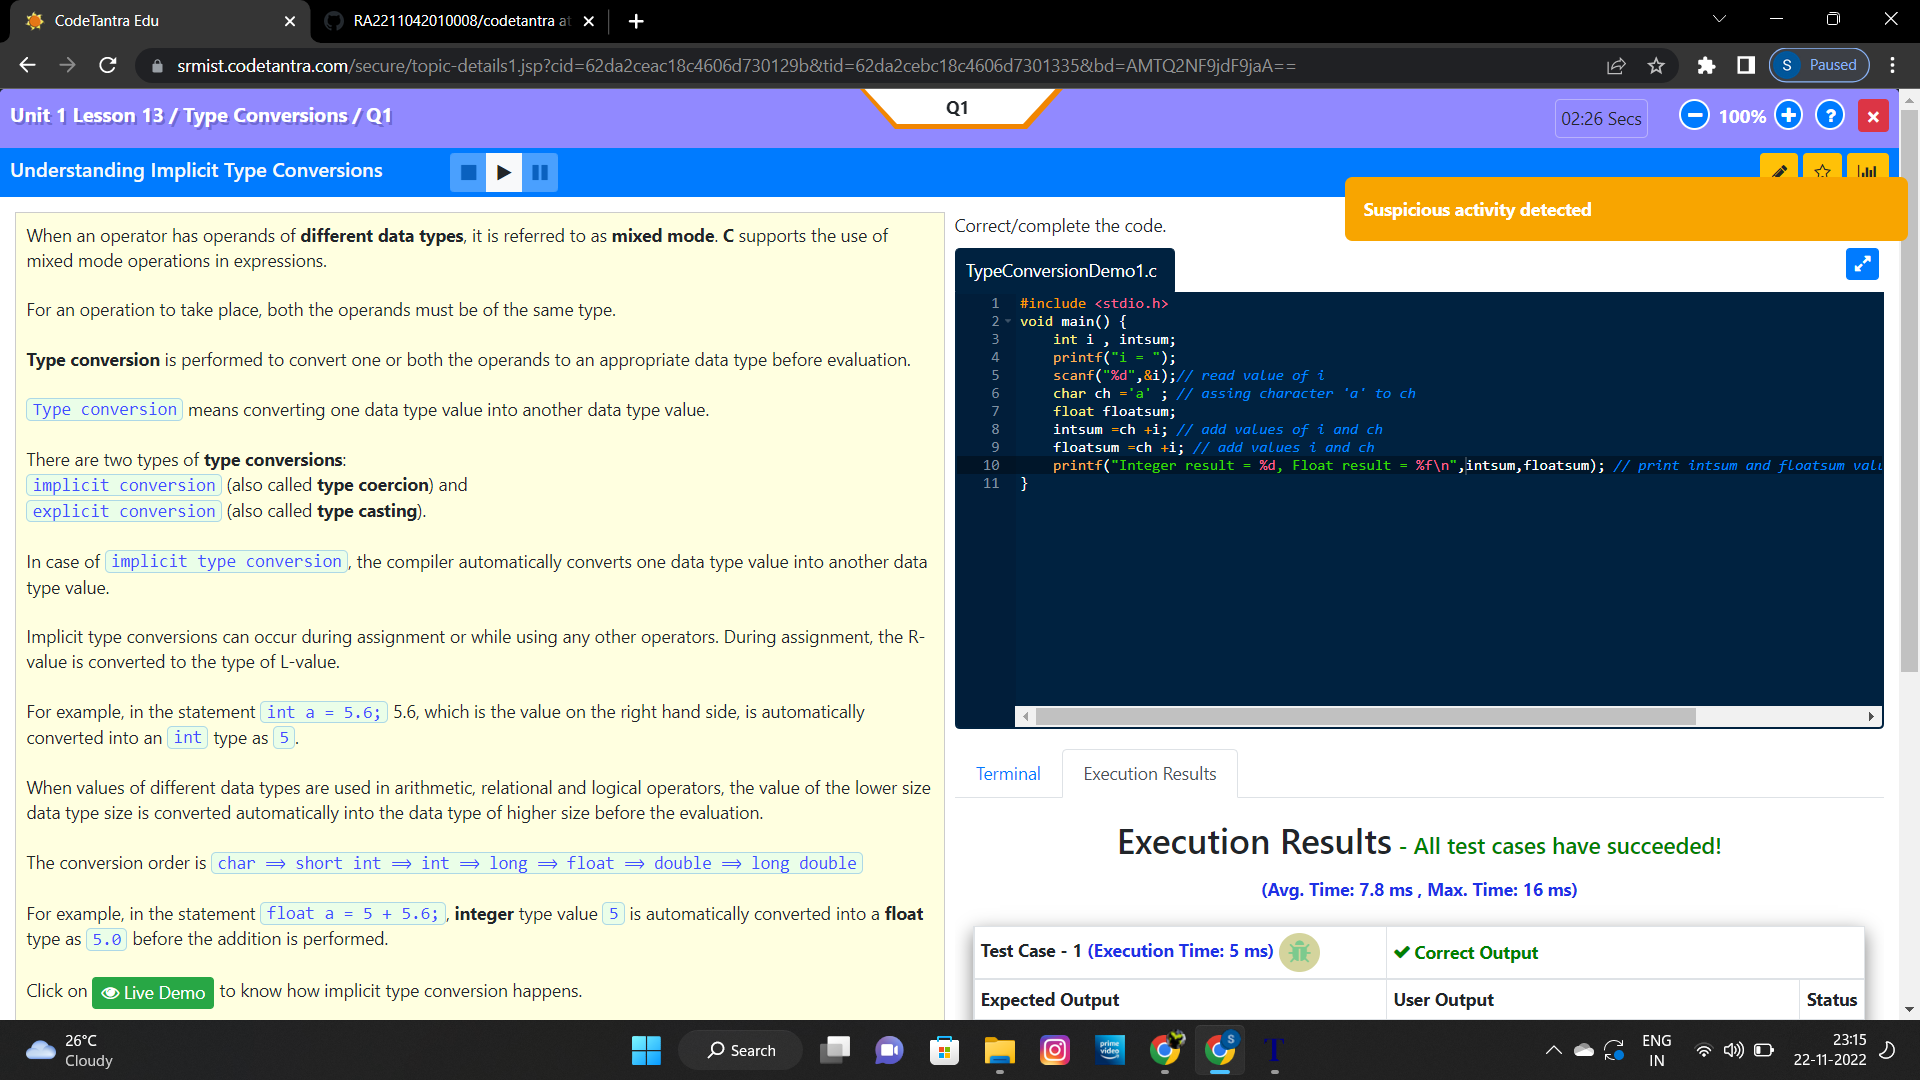 CodeTantra Edu
RA2211042010008/codetantra at
srmist.codetantra.com/secure/topic-details1.jsp?cid=62da2ceac18c4606d730129b&tid=62da2cebc18c4606d7301335&bd=AMTQ2NF9jdF9jaA==
S Paused
Unit 1 Lesson 13 / Type Conversions / Q1
Q1
02:26 Secs
100%
?
Understanding Implicit Type Conversions
Suspicious activity detected
When an operator has operands of different data types, it is referred to as mixed mode. C supports the use of
mixed mode operations in expressions.
For an operation to take place, both the operands must be of the same type.
Type conversion is performed to convert one or both the operands to an appropriate data type before evaluation.
Type conversion means converting one data type value into another data type value.
There are two types of type conversions:
implicit conversion (also called type coercion) and
explicit conversion (also called type casting).
In case of implicit type conversion, the compiler automatically converts one data type value into another data
type value.
Implicit type conversions can occur during assignment or while using any other operators. During assignment, the R-
value is converted to the type of L-value.
For example, in the statement int a = 5.6; 5.6, which is the value on the right hand side, is automatically
converted into an int type as 5.
When values of different data types are used in arithmetic, relational and logical operators, the value of the lower size
data type size is converted automatically into the data type of higher size before the evaluation.
The conversion order is char ⟹ short int ⟹ int ⟹ long ⟹ float ⟹ double ⟹ long double
For example, in the statement float a = 5 + 5.6;, integer type value 5 is automatically converted into a float
type as 5.0 before the addition is performed.
Click on Live Demo to know how implicit type conversion happens.
Correct/complete the code.
TypeConversionDemo1.c
1 #include <stdio.h>
2 void main() {
3 int i , intsum;
4 printf("i = ");
5 scanf("%d",&i);// read value of i
6 char ch ='a' ; // assing character 'a' to ch
7 float floatsum;
8 intsum =ch +i; // add values of i and ch
9 floatsum =ch +i; // add values i and ch
10 printf("Integer result = %d, Float result = %f\n",intsum,floatsum); // print intsum and floatsum valu
11 }
Terminal
Execution Results
Execution Results - All test cases have succeeded!
(Avg. Time: 7.8 ms , Max. Time: 16 ms)
Test Case - 1 (Execution Time: 5 ms)
Correct Output
Expected Output
User Output
Status
26°C
Cloudy
Search
prime
video
S
T
ENG
IN
23:15
22-11-2022